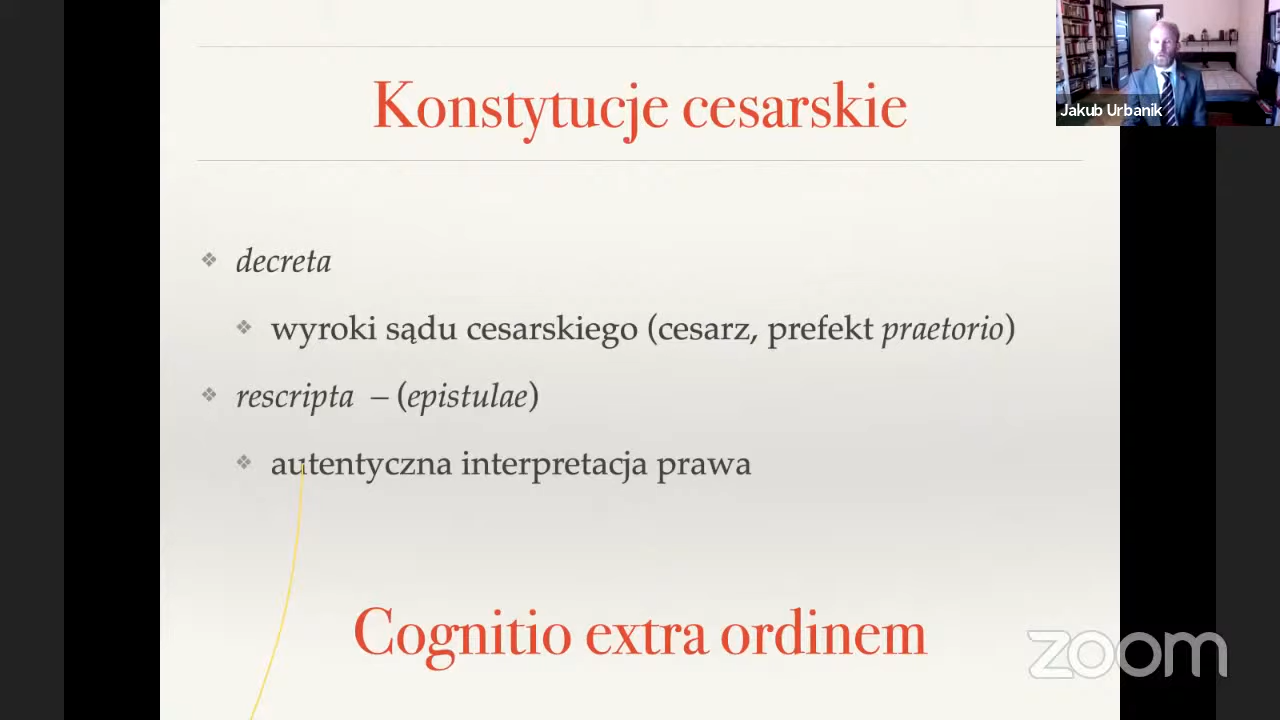 Konstytucje cesarskie
Jakub Urbanik
decreta
wyroki sądu cesarskiego (cesarz, prefekt praetorio)
rescripta – (epistulae)
autentyczna interpretacja prawa
Cognitio extra ordinem
zoom